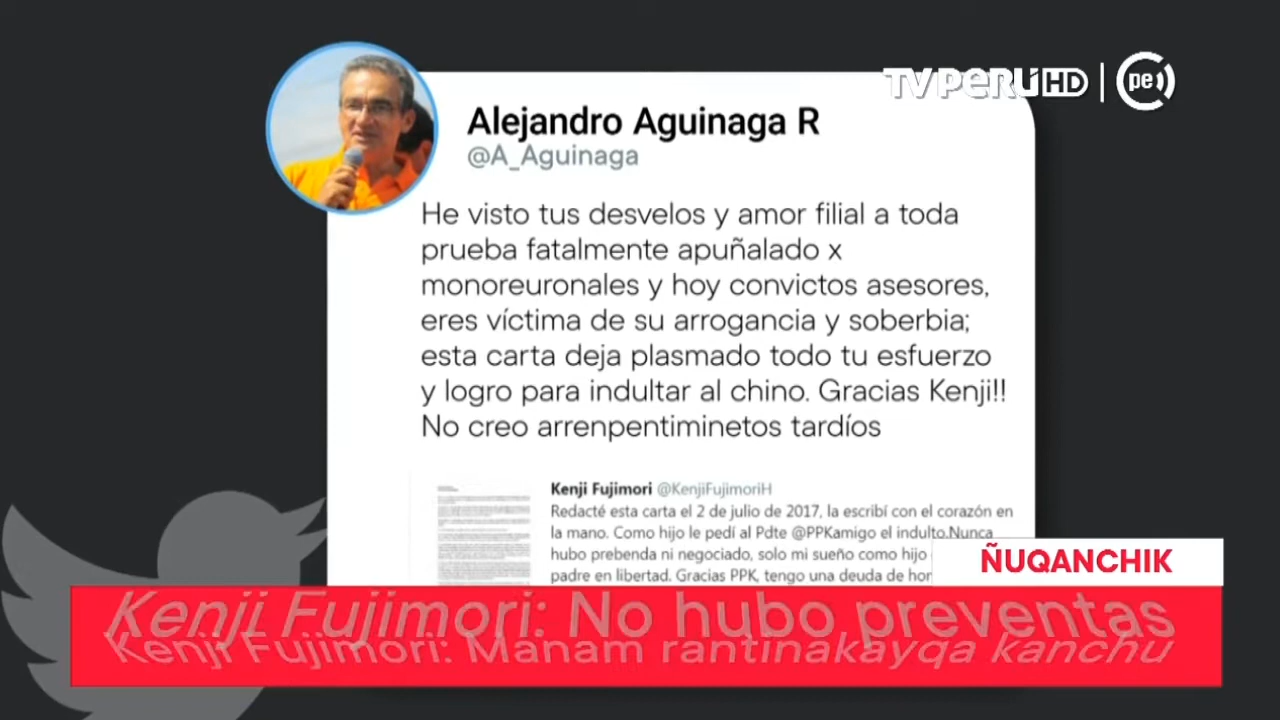 TVPERÚHD | pe
Alejandro Aguinaga R
@A_Aguinaga
He visto tus desvelos y amor filial a toda
prueba fatalmente apuñalado x
monoreuronales y hoy convictos asesores,
eres víctima de su arrogancia y soberbia;
esta carta deja plasmado todo tu esfuerzo
y logro para indultar al chino. Gracias Kenji!!
No creo arrenpentiminetos tardíos
Kenji Fujimori @KenjiFujimoriH
Redacté esta carta el 2 de julio de 2017, la escribí con el corazón en
la mano. Como hijo le pedí al Pdte @PPKamigo el indulto.Nunca
hubo prebenda ni negociado, solo mi sueño como hijo
padre en libertad. Gracias PPK, tengo una deuda de
ÑUQANCHIK
Kenji Fujimori: No hubo preventas
Kenji Fujimori: Manam rantinakayqa kanchu